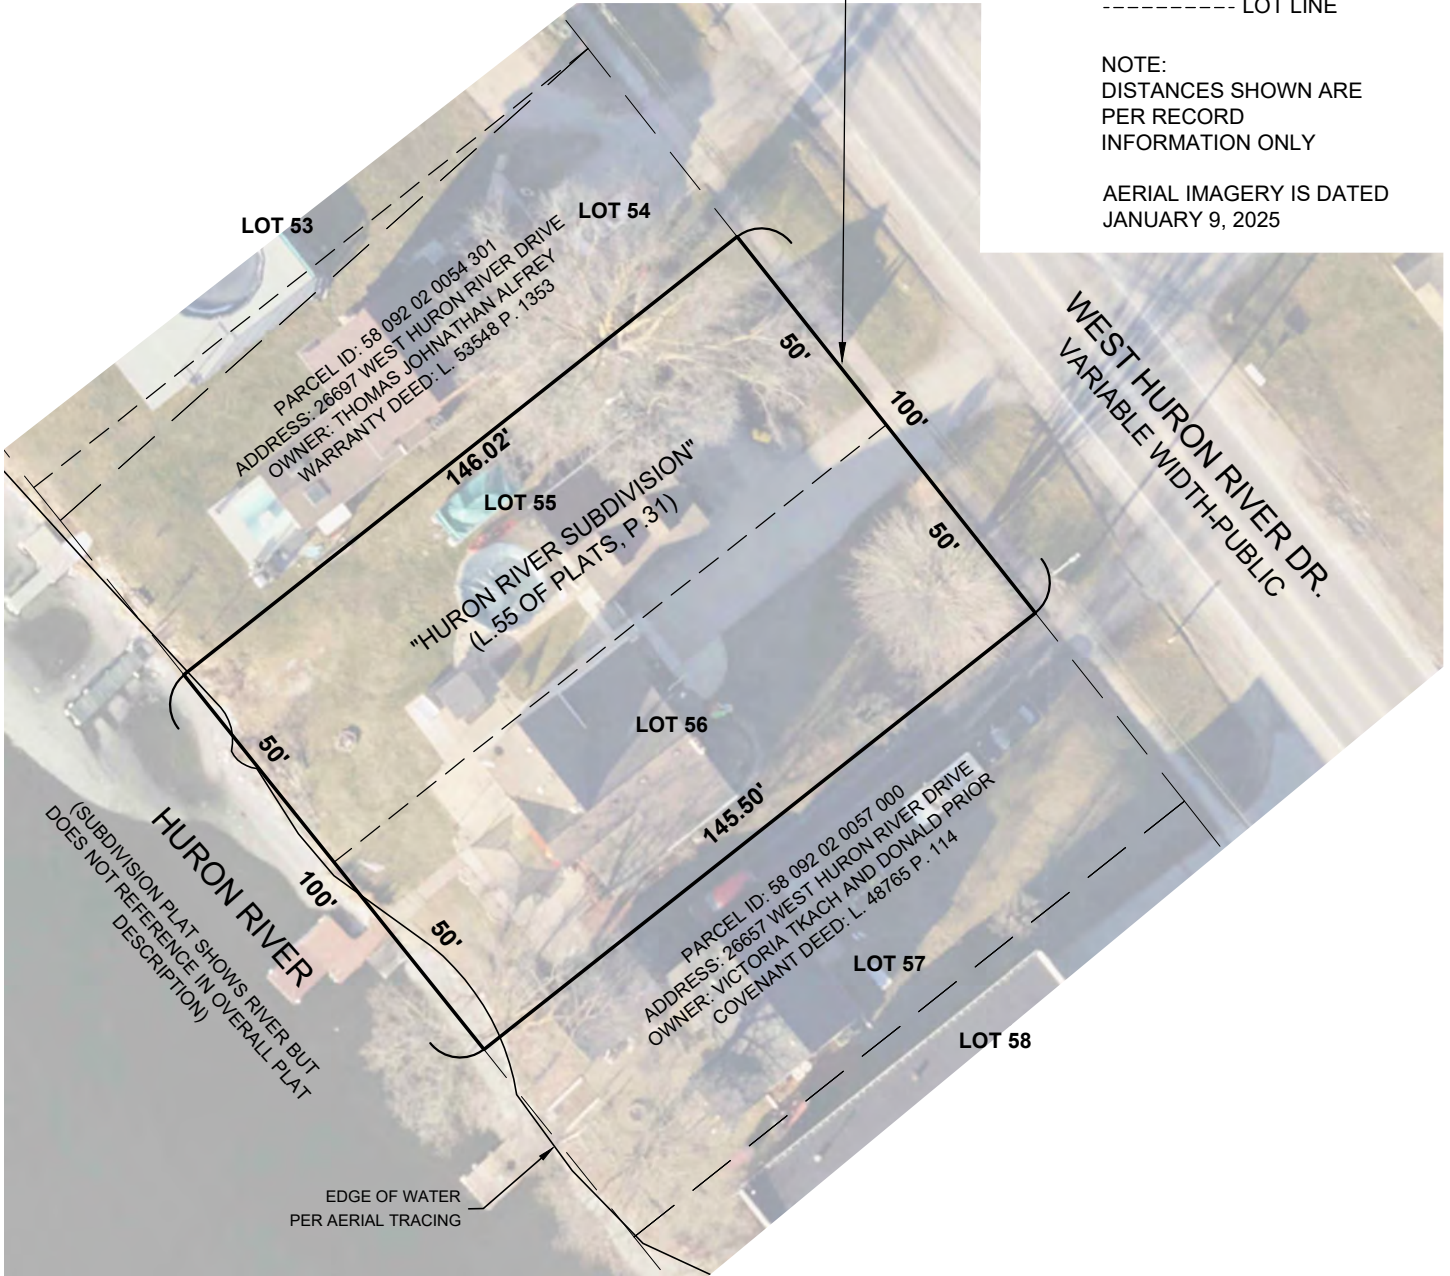 ---------- LOT LINE
NOTE:
DISTANCES SHOWN ARE
PER RECORD
INFORMATION ONLY
AERIAL IMAGERY IS DATED
JANUARY 9, 2025
LOT 53
LOT 54
PARCEL ID: 58 092 02 0054 301
ADDRESS: 26697 WEST HURON RIVER DRIVE
OWNER: THOMAS JOHNATHAN ALFREY
WARRANTY DEED: L. 53548 P. 1353
WEST HURON RIVER DR.
VARIABLE WIDTH-PUBLIC
50'
100'
50'
146.02'
LOT 55
"HURON RIVER SUBDIVISION"
(L.55 OF PLATS, P.31)
LOT 56
50'
100'
50'
145.50'
HURON RIVER
(SUBDIVISION PLAT SHOWS RIVER BUT
DOES NOT REFERENCE IN OVERALL PLAT
DESCRIPTION)
PARCEL ID: 58 092 02 0057 000
ADDRESS: 26657 WEST HURON RIVER DRIVE
OWNER: VICTORIA TKACH AND DONALD PRIOR
COVENANT DEED: L. 48765 P. 114
LOT 57
LOT 58
EDGE OF WATER
PER AERIAL TRACING